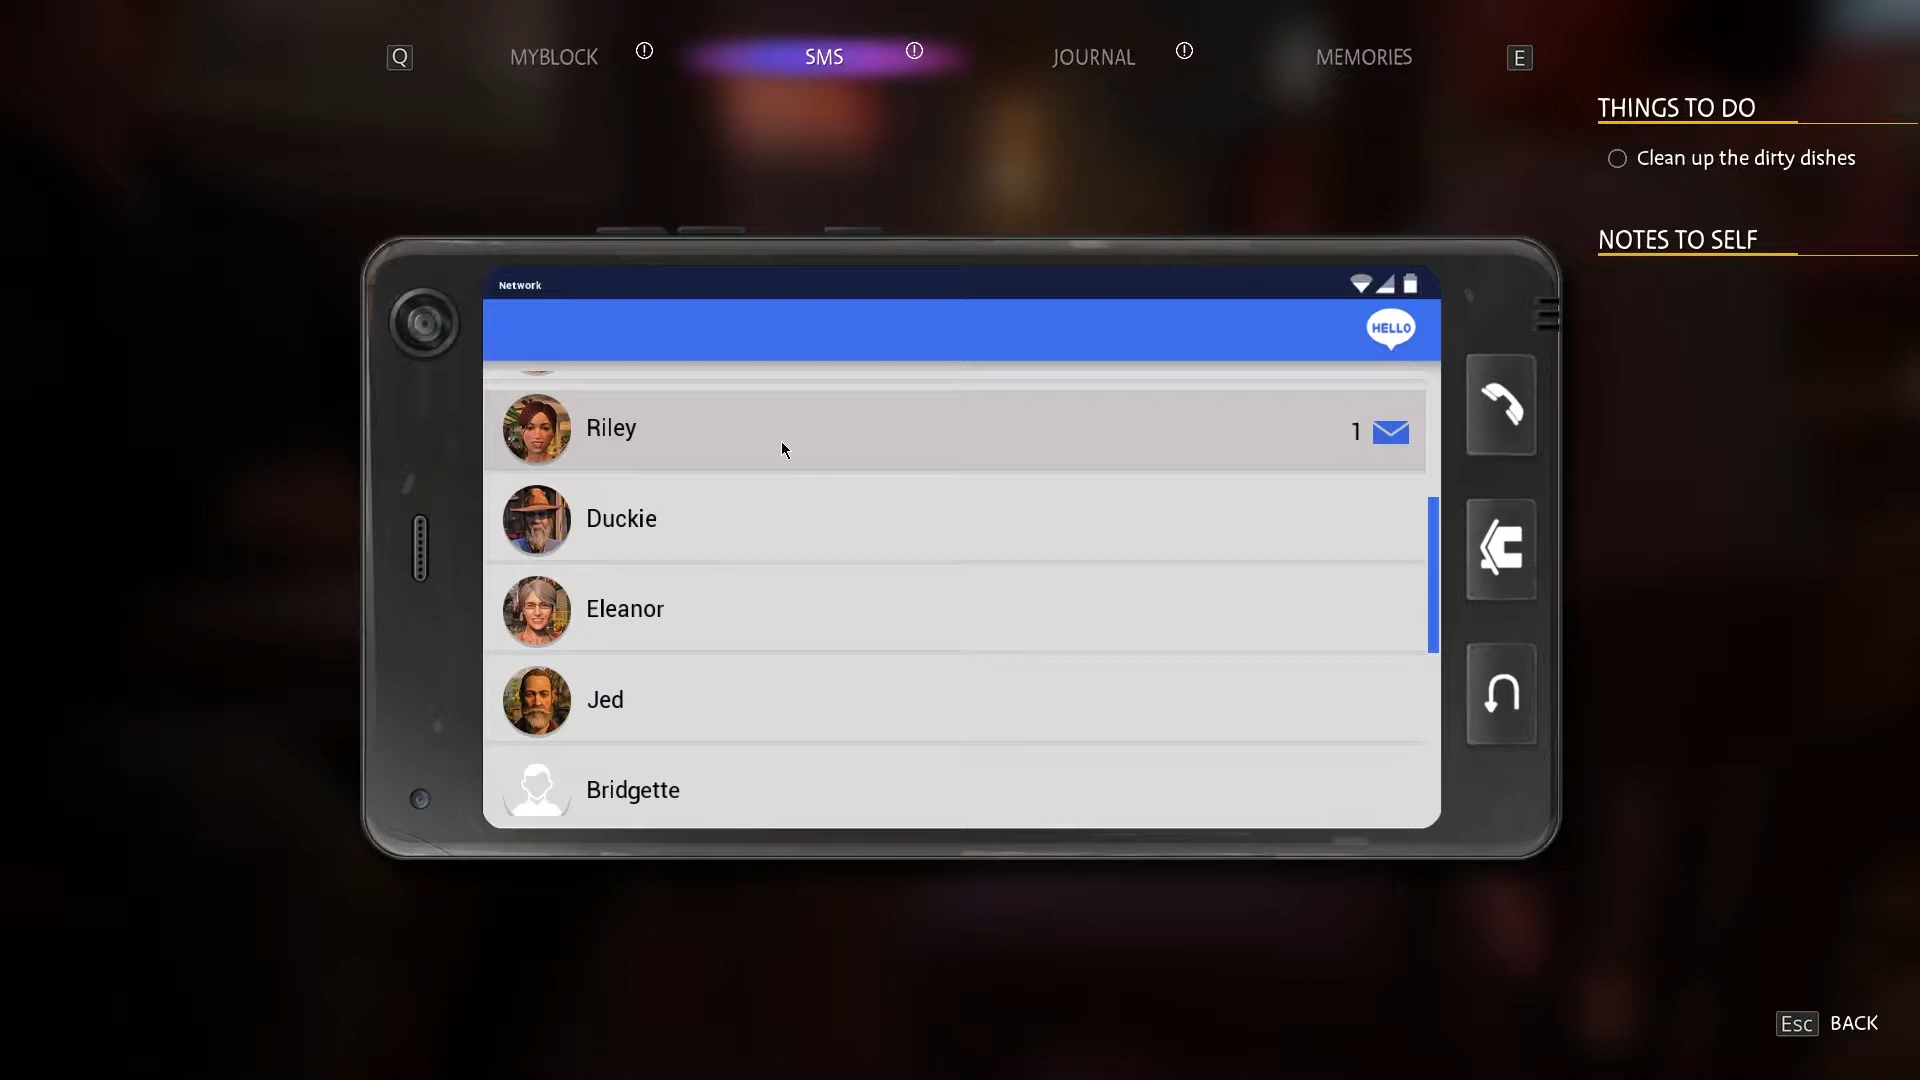 Q
MYBLOCK
SMS
JOURNAL
MEMORIES
E
THINGS TO DO
Clean up the dirty dishes
NOTES TO SELF
Network
HELLO
Riley
1
Duckie
Eleanor
Jed
Bridgette
Esc BACK